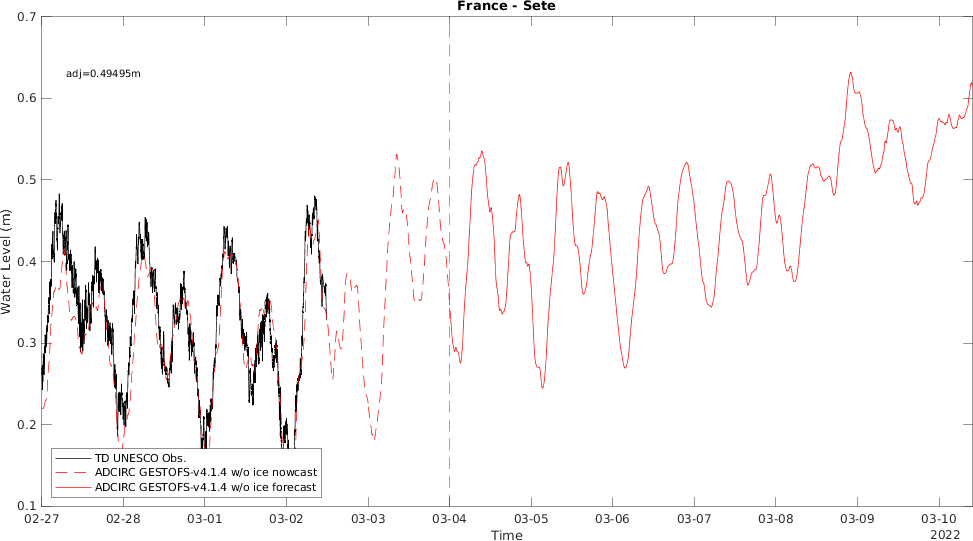 France - Sete
0.7
adj=0.49495m
0.6
0.5
0.4
Water Level (m)
0.3
0.2
TD UNESCO Obs.
ADCIRC GESTOFS-v4.1.4 w/o ice nowcast
ADCIRC GESTOFS-v4.1.4 w/o ice forecast
0.1
02-27 02-28 03-01 03-02 03-03 03-04 03-05 03-06 03-07 03-08 03-09 03-10
Time 2022